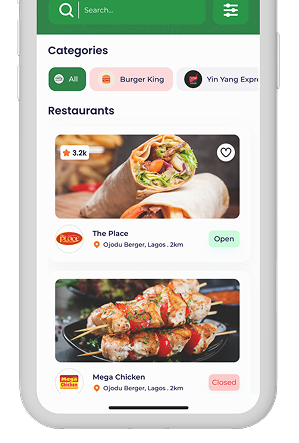 Search...
Categories
All
Burger King
Yin Yang Expre
Restaurants
3.2k
The Place
Ojodu Berger, Lagos . 2km
Open
PLACE
Mega Chicken
Ojodu Berger, Lagos . 2km
Closed
Mega
Chicken